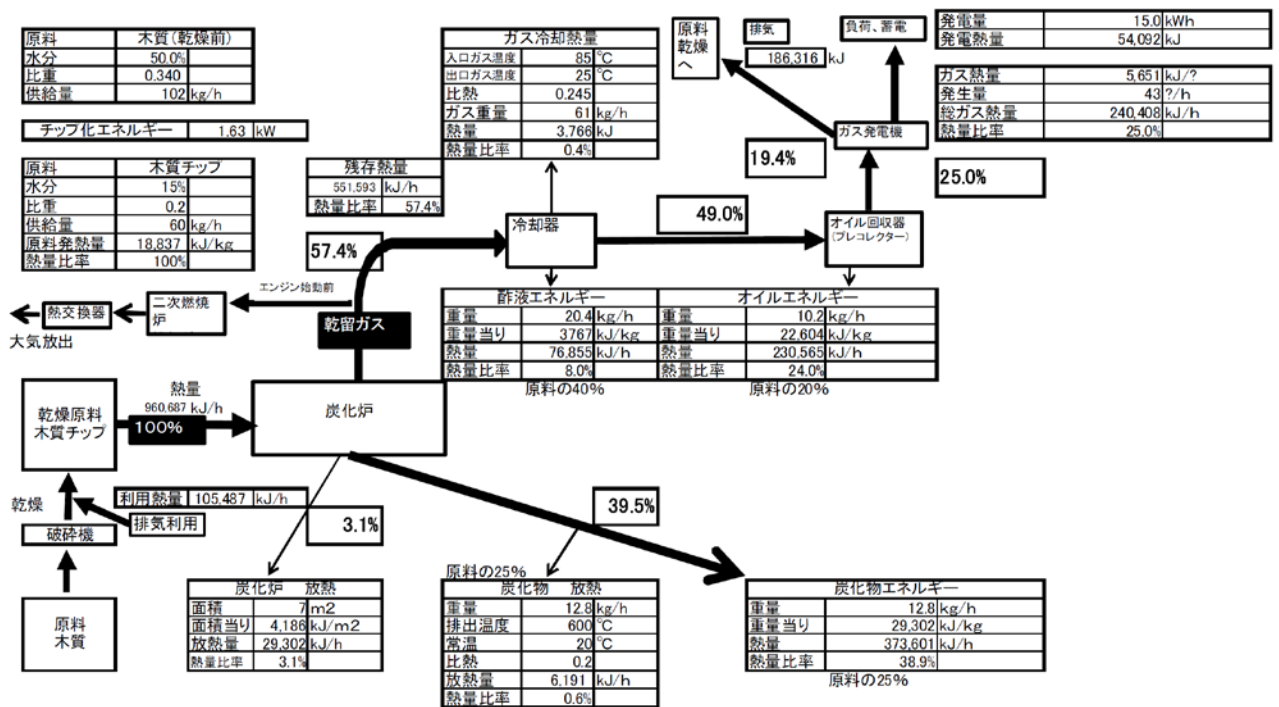 原料 木質(乾燥前)
水分 50.0%
比重 0.340
供給量 102 kg/h
チップ化エネルギー 1.63 kW
原料 木質チップ
水分 15%
比重 0.2
供給量 60 kg/h
原料発熱量 18,837 kJ/kg
熱量比率 100%
残存熱量
551,593 kJ/h
熱量比率 57.4%
57.4%
ガス冷却熱量
入口ガス温度 85 ℃
出口ガス温度 25 ℃
比熱 0.245
ガス重量 61 kg/h
熱量 3,766 kJ
熱量比率 0.4%
原料
乾燥
へ
排気
186,316 kJ
負荷、蓄電
発電量 15.0 kWh
発電熱量 54,092 kJ
ガス熱量 5,651 kJ/?
発生量 43 ?/h
総ガス熱量 240,408 kJ/h
熱量比率 25.0%
ガス発電機
19.4%
25.0%
冷却器
49.0%
オイル回収器
(プレコレクター)
エンジン始動前
二次燃焼
炉
熱交換器
大気放出
乾留ガス
酢液エネルギー
重量 20.4 kg/h
重量当り 3767 kJ/kg
熱量 76,855 kJ/h
熱量比率 8.0%
原料の40%
オイルエネルギー
重量 10.2 kg/h
重量当り 22,604 kJ/kg
熱量 230,565 kJ/h
熱量比率 24.0%
原料の20%
乾燥原料
木質チップ
熱量
960,687 kJ/h
100%
炭化炉
乾燥
利用熱量 105,487 kJ/h
排気利用
破砕機
原料
木質
3.1%
39.5%
炭化炉 放熱
面積 7 m2
面積当り 4,186 kJ/m2
放熱量 29,302 kJ/h
熱量比率 3.1%
原料の25%
炭化物 放熱
重量 12.8 kg/h
排出温度 600 ℃
常温 20 ℃
比熱 0.2
放熱量 6,191 kJ/h
熱量比率 0.6%
炭化物エネルギー
重量 12.8 kg/h
重量当り 29,302 kJ/kg
熱量 373,601 kJ/h
熱量比率 38.9%
原料の25%